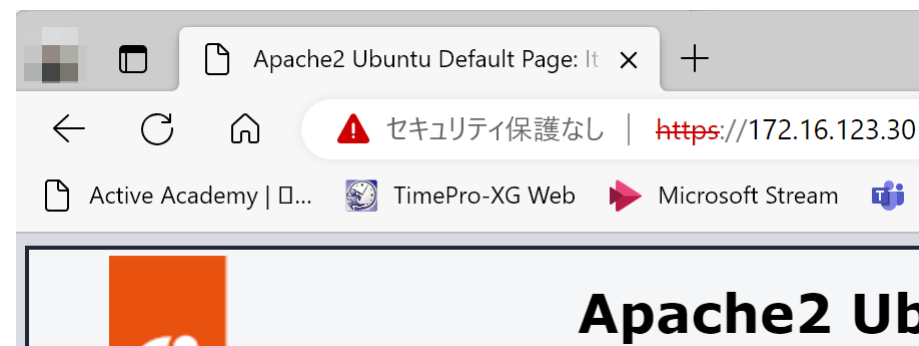 Apache2 Ubuntu Default Page: It
セキュリティ保護なし | https://172.16.123.30
Active Academy | □... TimePro-XG Web Microsoft Stream
Apache2 Ub